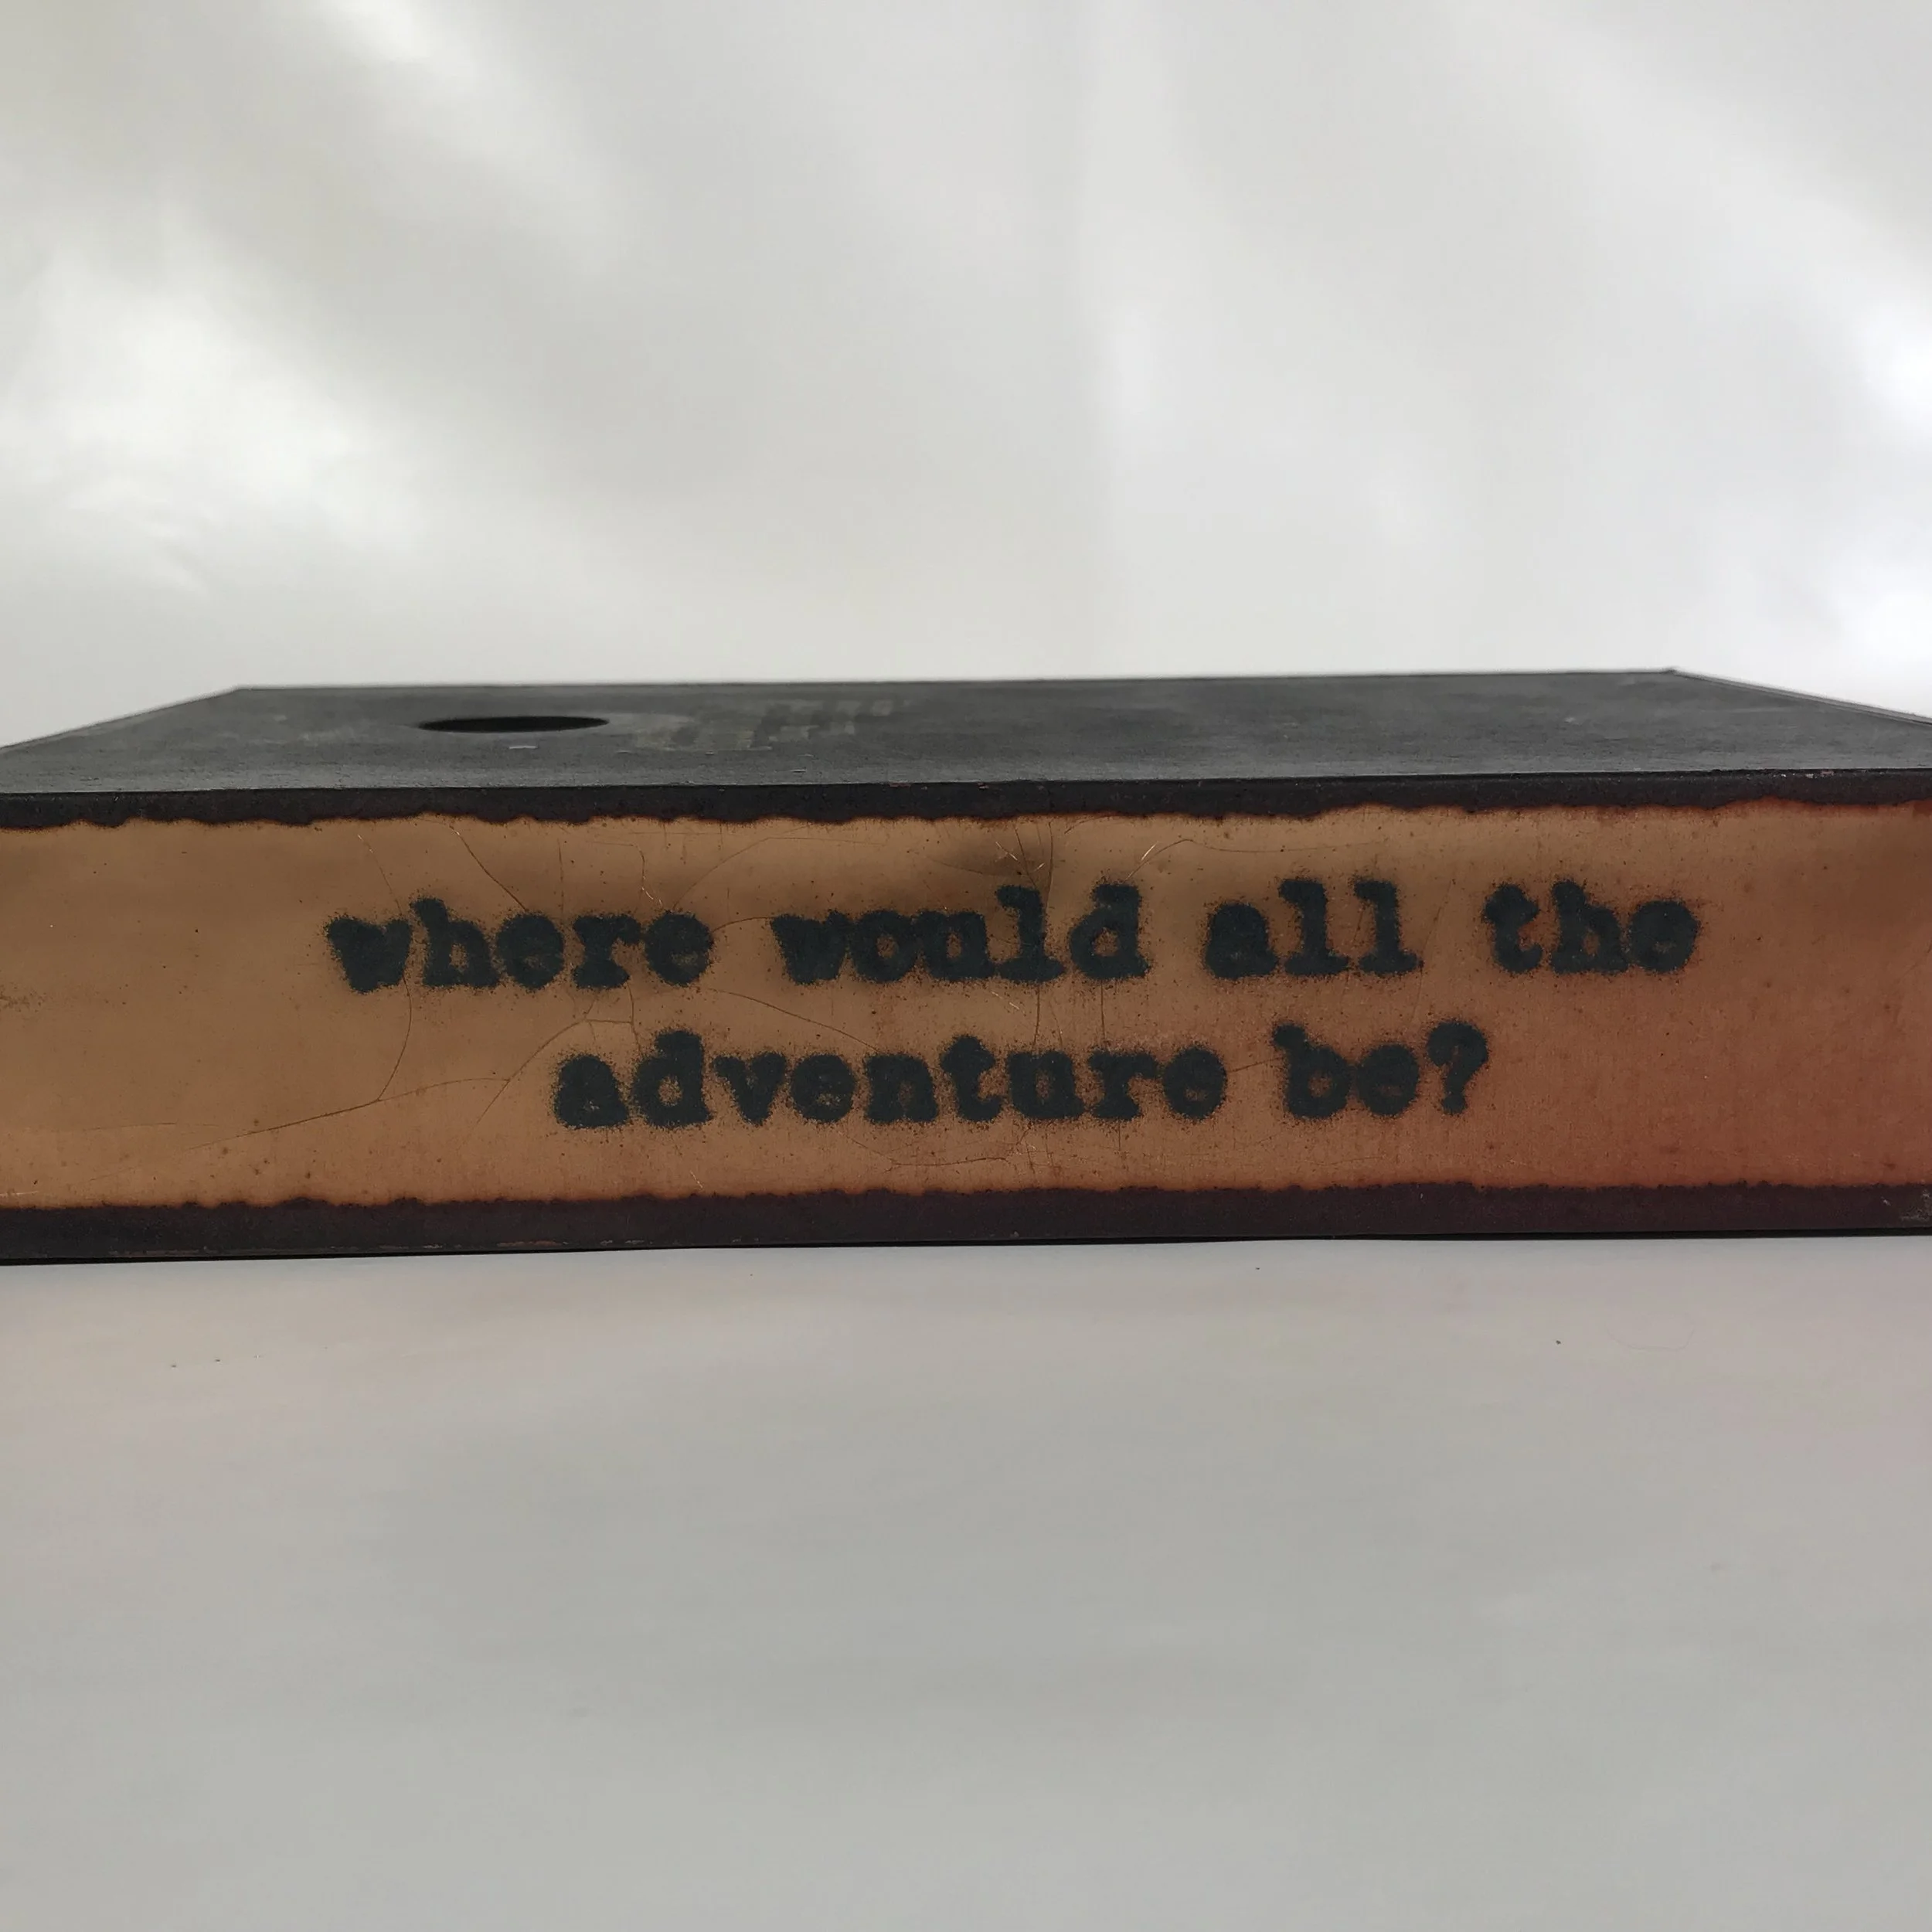 where would all the
adventure be?